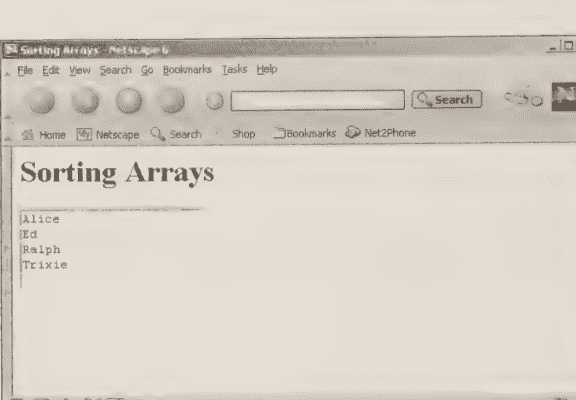 Sorting Arrays - Netscape 6
File Edit View Search Go Bookmarks Tasks Help
Search
Home My Netscape Search Shop Bookmarks Net2Phone
Sorting Arrays
Alice
Ed
Ralph
Trixie